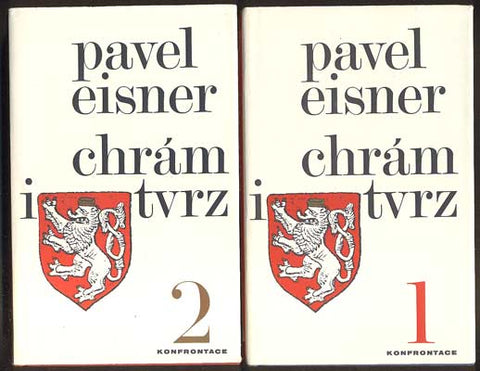 pavel
eisner
chrám
i tvrz
2
KONFRONTACE
pavel
eisner
chrám
i tvrz
1
KONFRONTACE